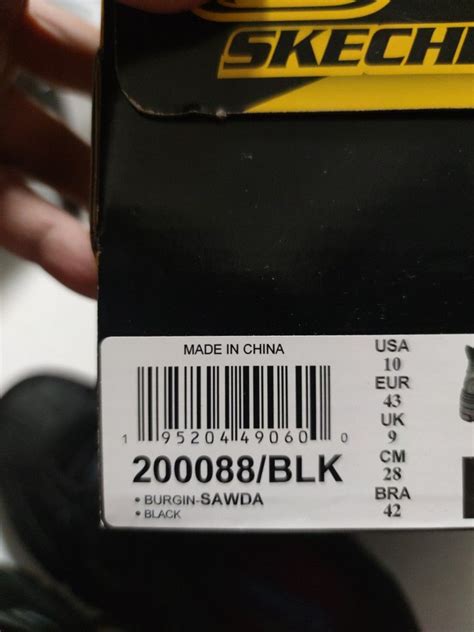 SKECHE
MADE IN CHINA
1 95204 49060 0
200088/BLK
• BURGIN-SAWDA
• BLACK
USA
10
EUR
43
UK
9
CM
28
BRA
42